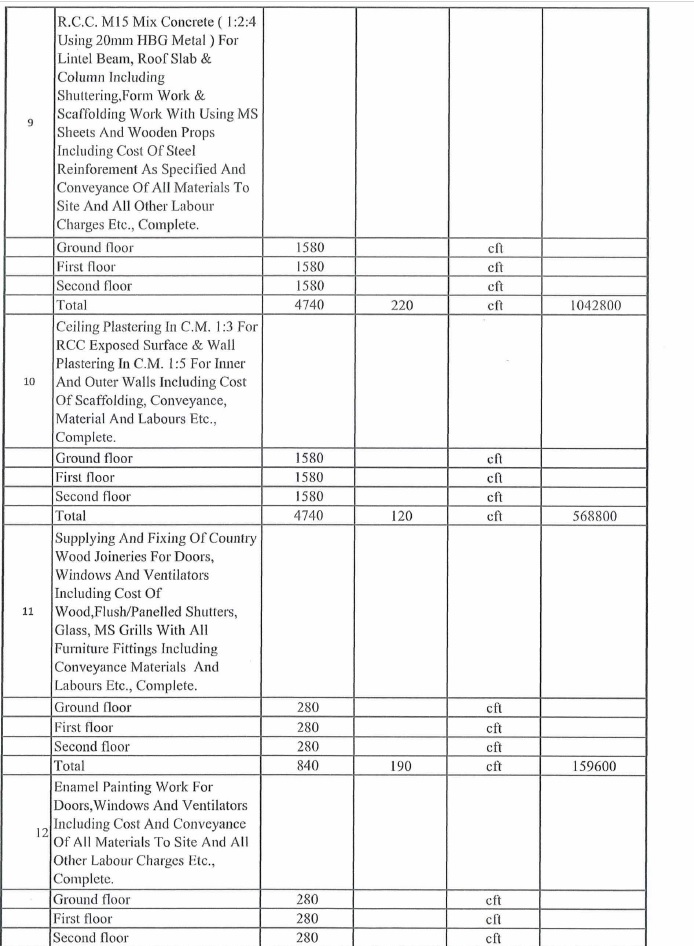 R.C.C. M15 Mix Concrete ( 1:2:4
Using 20mm HBG Metal ) For
Lintel Beam, Roof Slab &
Column Including
Shuttering,Form Work &
Scaffolding Work With Using MS
9
Sheets And Wooden Props
Including Cost Of Steel
Reinforement As Specified And
Conveyance Of All Materials To
Site And All Other Labour
Charges Etc., Complete.
Ground floor 1580 cft
First floor 1580 cft
Second floor 1580 cft
Total 4740 220 cft 1042800
Ceiling Plastering In C.M. 1:3 For
RCC Exposed Surface & Wall
Plastering In C.M. 1:5 For Inner
10 And Outer Walls Including Cost
Of Scaffolding, Conveyance,
Material And Labours Etc.,
Complete.
Ground floor 1580 cft
First floor 1580 cft
Second floor 1580 cft
Total 4740 120 cft 568800
Supplying And Fixing Of Country
Wood Joineries For Doors,
Windows And Ventilators
Including Cost Of
11 Wood,Flush/Panelled Shutters,
Glass, MS Grills With All
Furniture Fittings Including
Conveyance Materials And
Labours Etc., Complete.
Ground floor 280 cft
First floor 280 cft
Second floor 280 cft
Total 840 190 cft 159600
Enamel Painting Work For
Doors,Windows And Ventilators
12 Including Cost And Conveyance
Of All Materials To Site And All
Other Labour Charges Etc.,
Complete.
Ground floor 280 cft
First floor 280 cft
Second floor 280 cft